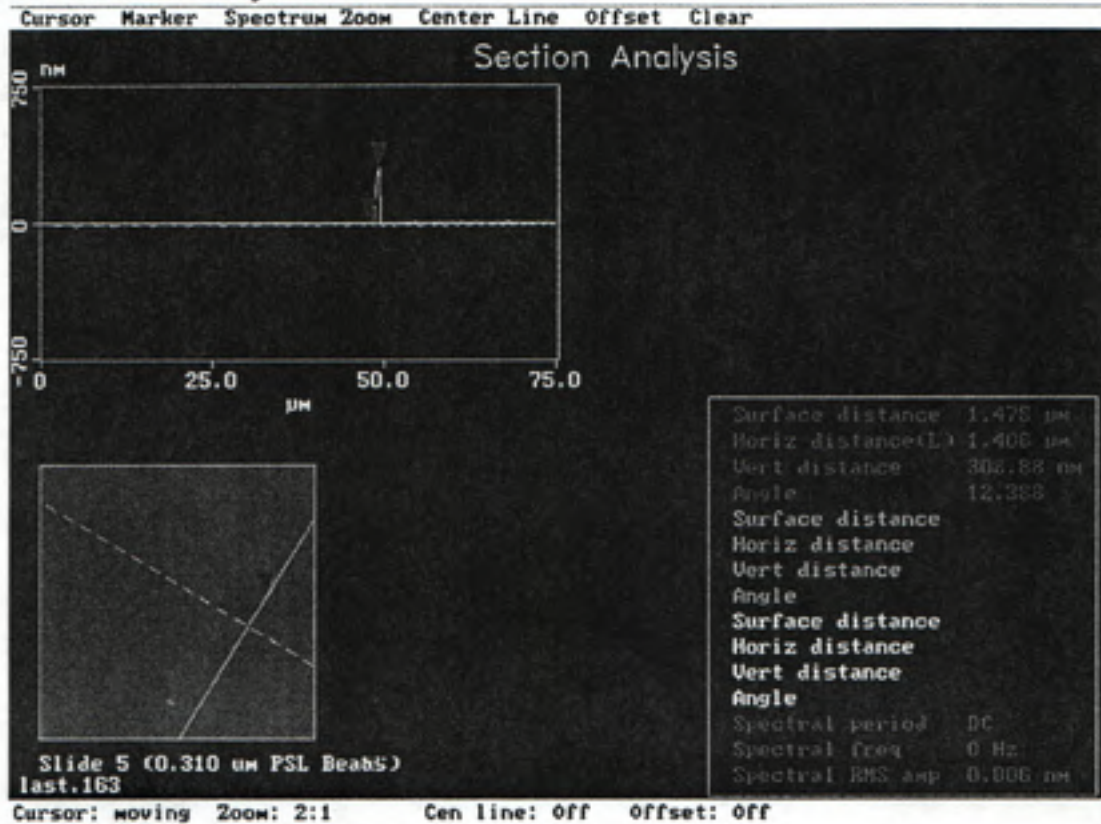 Cursor Marker Spectrum Zoom Center Line Offset Clear
Section Analysis
nm
750
0
-750
0 25.0 50.0 75.0
µm
Surface distance 1.478 µm
Horiz distance(L) 1.406 µm
Vert distance 308.88 nm
Angle 12.388
Surface distance
Horiz distance
Vert distance
Angle
Surface distance
Horiz distance
Vert distance
Angle
Spectral period DC
Spectral freq 0 Hz
Spectral RMS amp 0.006 nm
Slide 5 (0.310 um PSL Beabs)
last.163
Cursor: moving Zoom: 2:1 Cen line: Off Offset: Off